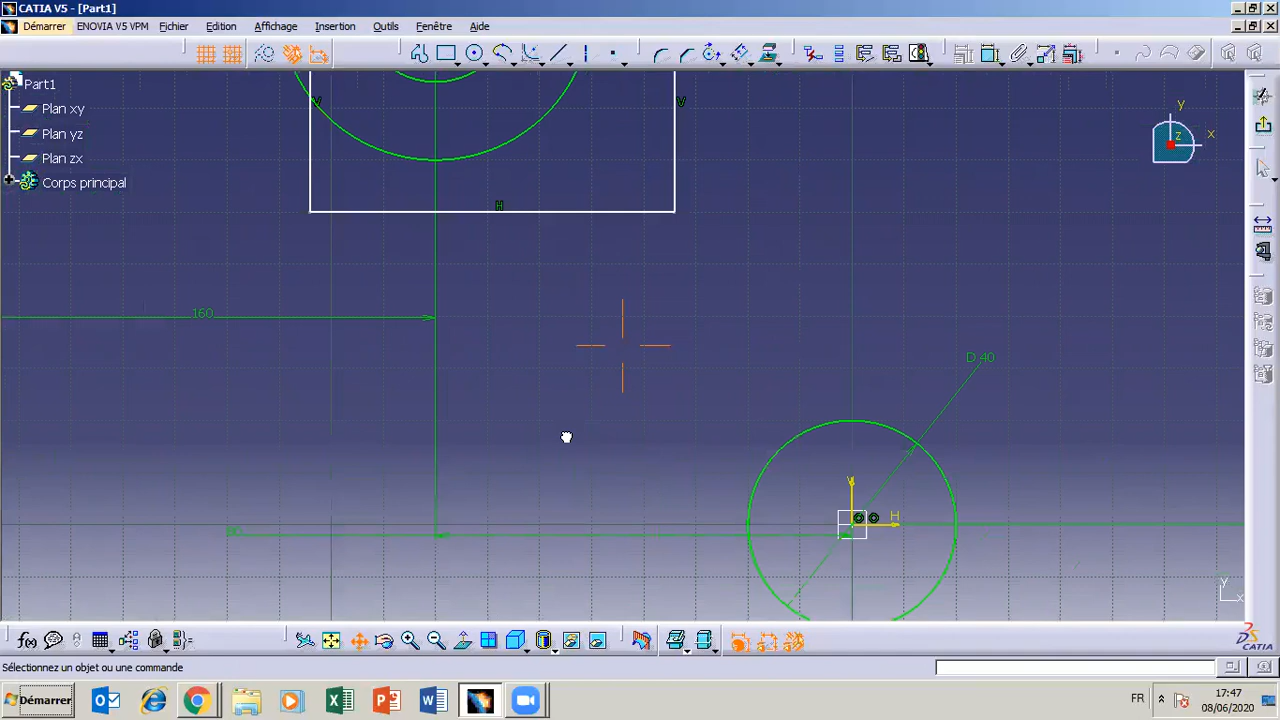 CATIA V5 - [Part1]
Démarrer ENOVIA V5 VPM Fichier Edition Affichage Insertion Outils Fenêtre Aide
Part1
Plan xy
Plan yz
Plan zx
Corps principal
V
V
H
y
x
z
160
D 40
80
V
H
y
x
f(x)
CATIA
Sélectionnez un objet ou une commande
Démarrer
FR
17:47
08/06/2020